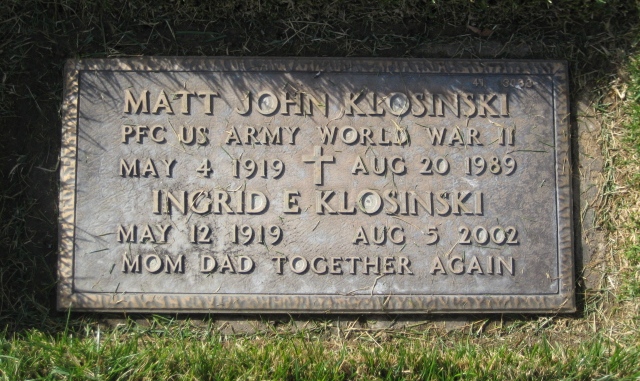 MATT JOHN KLOSINSKI
PFC US ARMY WORLD WAR II
MAY 4 1919 AUG 20 1989
INGRID E KLOSINSKI
MAY 12 1919 AUG 5 2002
MOM DAD TOGETHER AGAIN